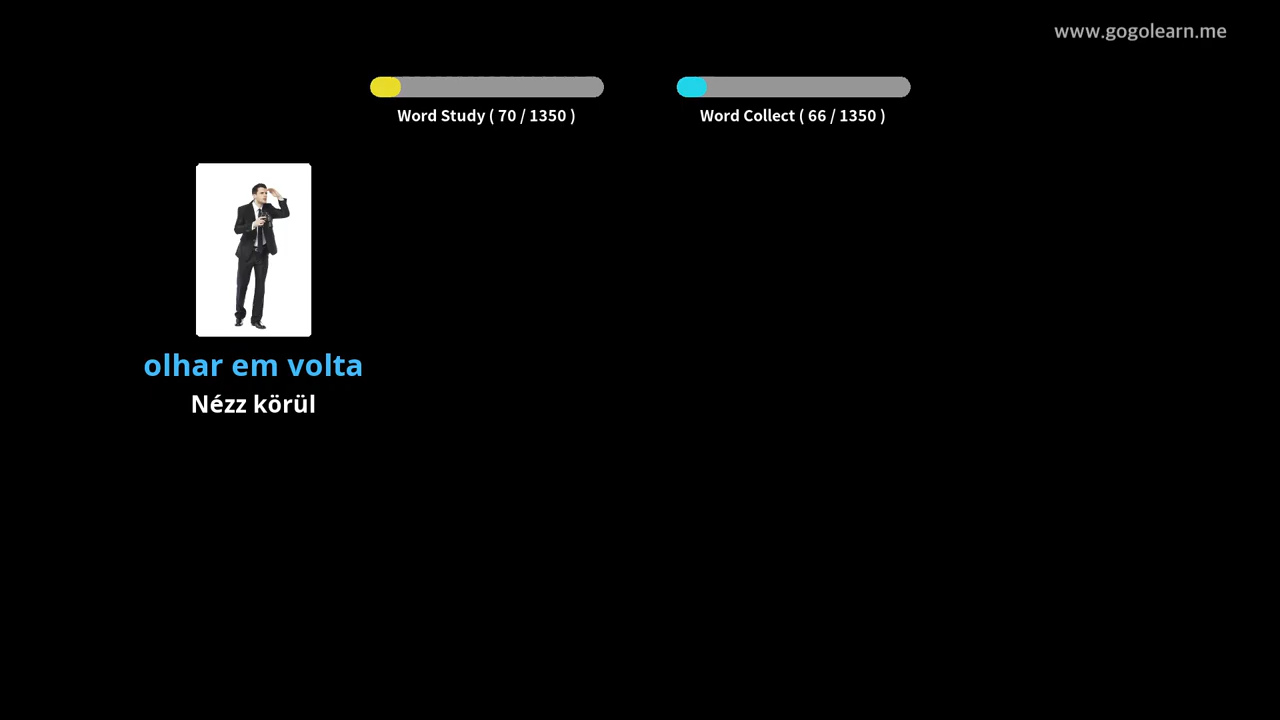 www.gogolearn.me
Word Study ( 70 / 1350 )
Word Collect ( 66 / 1350 )
olhar em volta
Nézz körül